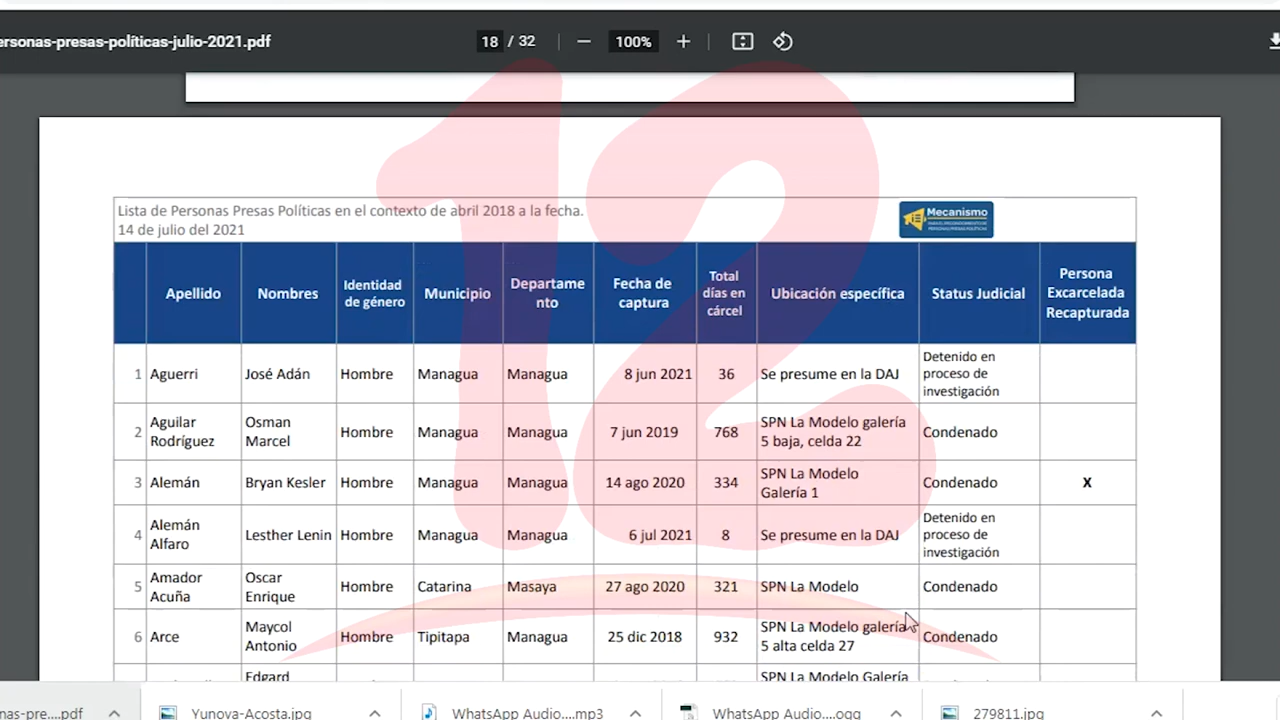 ersonas-presas-políticas-julio-2021.pdf 18 / 32 100%
12
Lista de Personas Presas Políticas en el contexto de abril 2018 a la fecha.
14 de julio del 2021
Mecanismo
Apellido Nombres Identidad de género Municipio Departamento Fecha de captura Total días en cárcel Ubicación específica Status Judicial Persona Excarcelada Recapturada
1 Aguerri José Adán Hombre Managua Managua 8 jun 2021 36 Se presume en la DAJ Detenido en proceso de investigación
2 Aguilar Rodríguez Osman Marcel Hombre Managua Managua 7 jun 2019 768 SPN La Modelo galería 5 baja, celda 22 Condenado
3 Alemán Bryan Kesler Hombre Managua Managua 14 ago 2020 334 SPN La Modelo Galería 1 Condenado X
4 Alemán Alfaro Lesther Lenin Hombre Managua Managua 6 jul 2021 8 Se presume en la DAJ Detenido en proceso de investigación
5 Amador Acuña Oscar Enrique Hombre Catarina Masaya 27 ago 2020 321 SPN La Modelo Condenado
6 Arce Maycol Antonio Hombre Tipitapa Managua 25 dic 2018 932 SPN La Modelo galería 5 alta celda 27 Condenado
Edgard SPN La Modelo Galería
nas-pre....pdf Yunova-Acosta.jpg WhatsApp Audio....mp3 WhatsApp Audio....ogg 279811.jpg